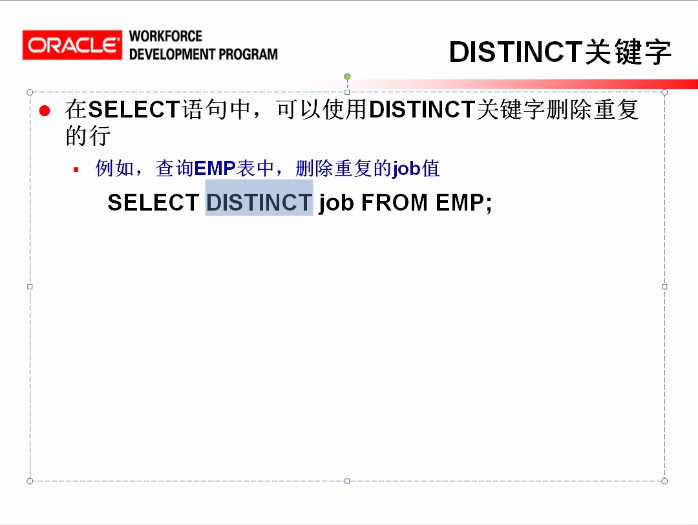 ORACLE
WORKFORCE
DEVELOPMENT PROGRAM
DISTINCT关键字
在SELECT语句中，可以使用DISTINCT关键字删除重复
的行
例如，查询EMP表中，删除重复的job值
SELECT DISTINCT job FROM EMP;